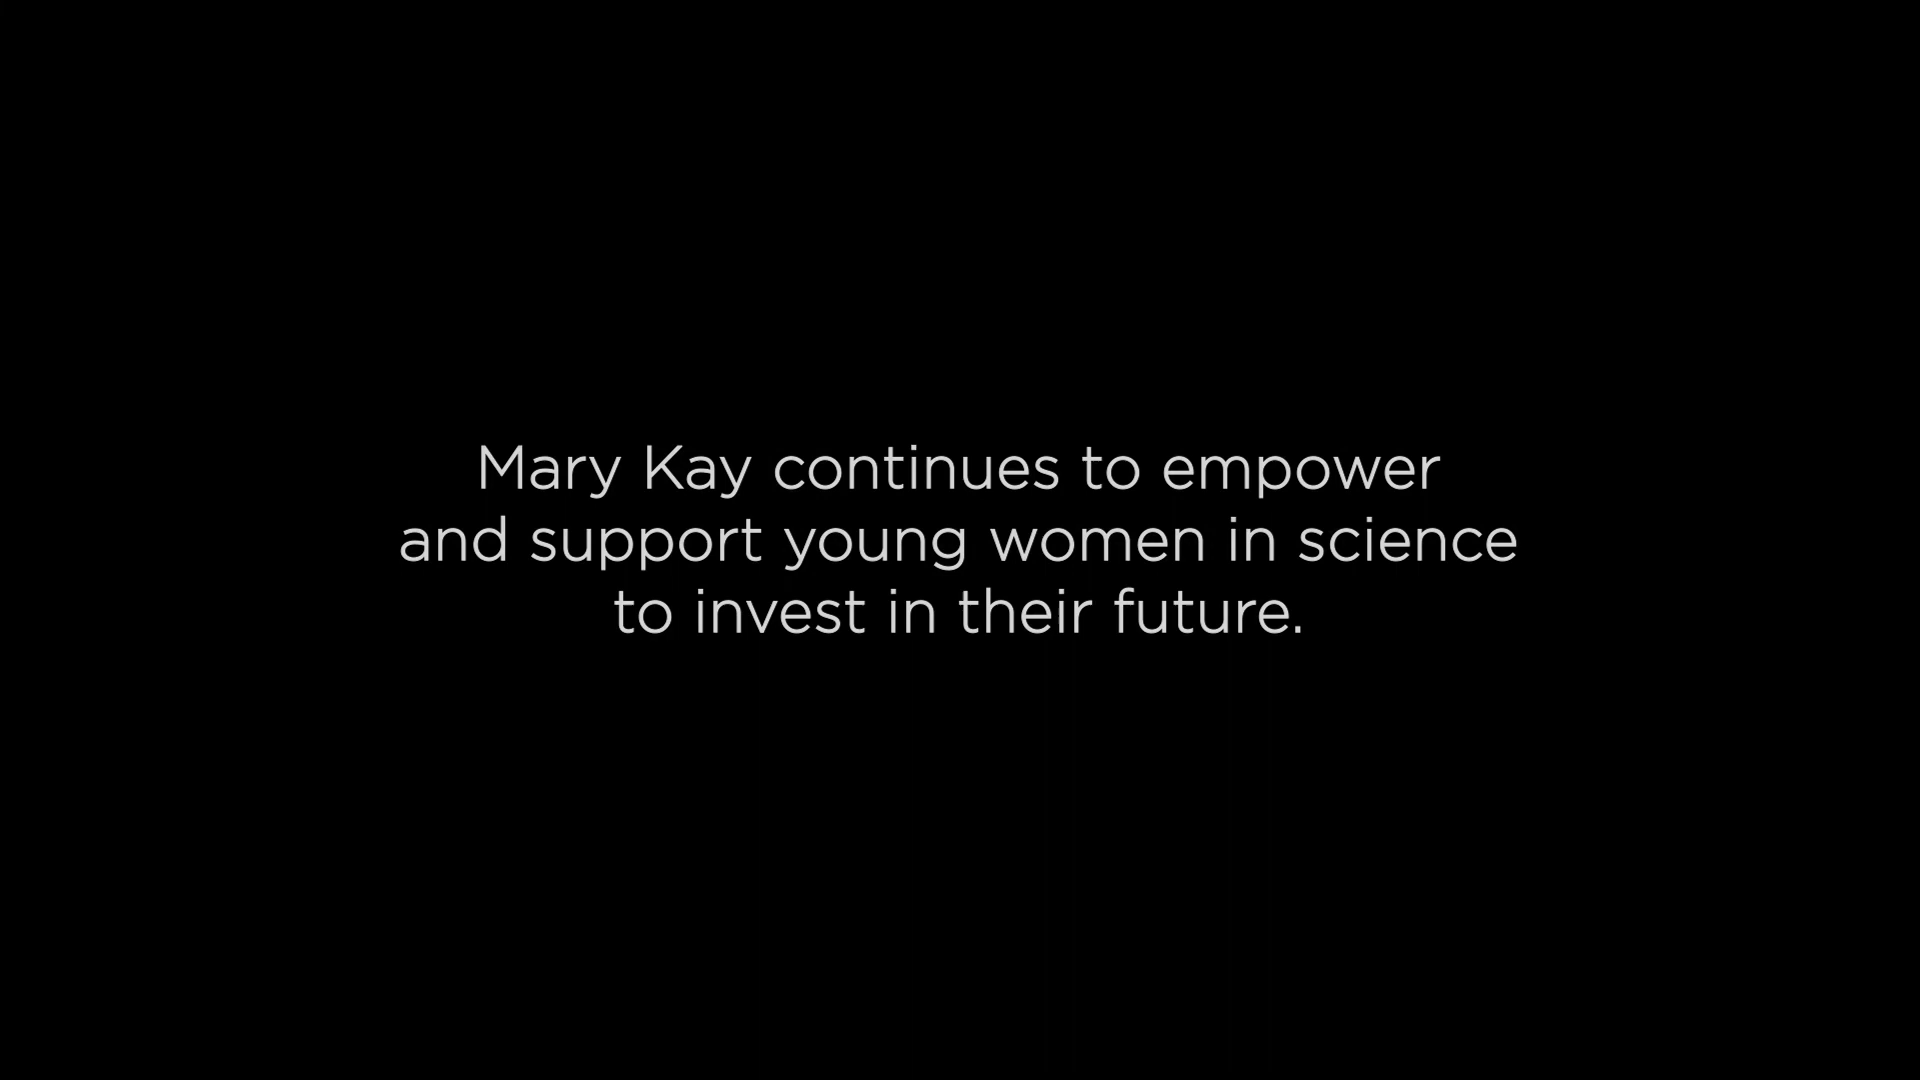 Mary Kay continues to empower
and support young women in science
to invest in their future.